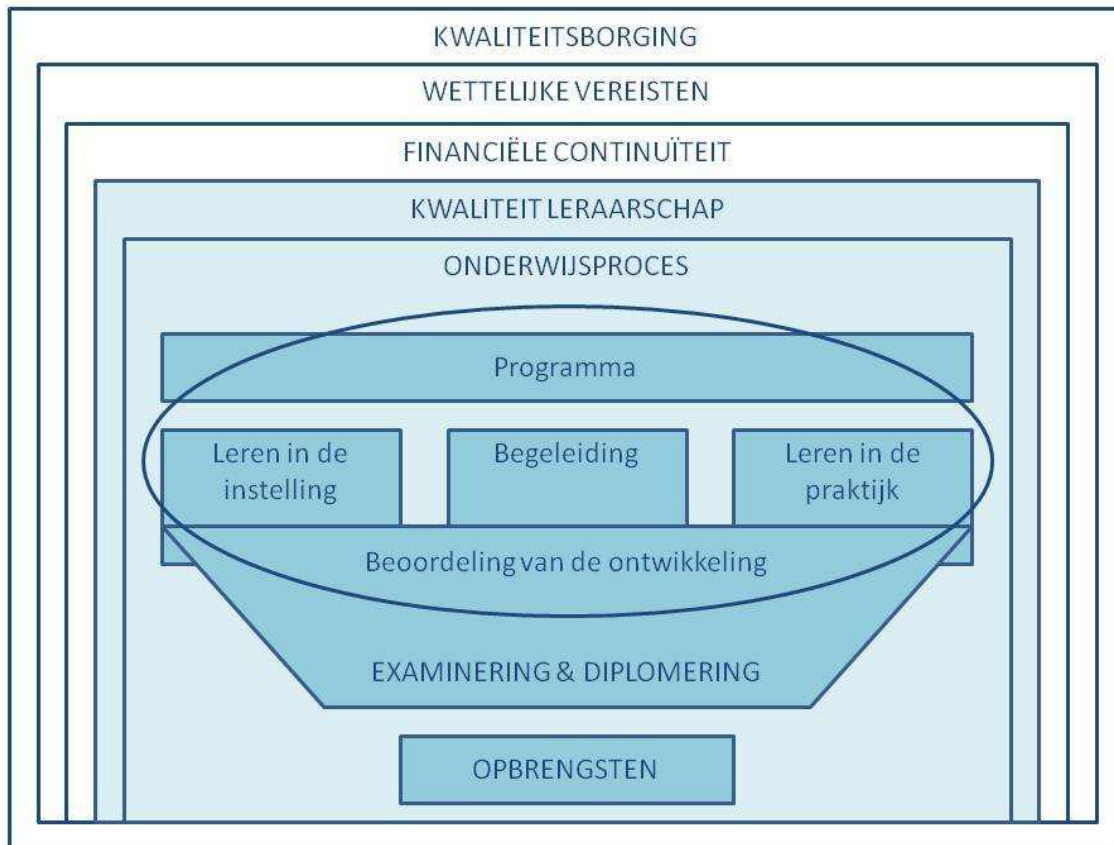 KWALITEITSBORGING
WETTELIJKE VEREISTEN
FINANCIËLE CONTINUÏTEIT
KWALITEIT LERAARSCHAP
ONDERWIJSPROCES
Programma
Leren in de
instelling
Begeleiding
Leren in de
praktijk
Beoordeling van de ontwikkeling
EXAMINERING & DIPLOMERING
OPBRENGSTEN